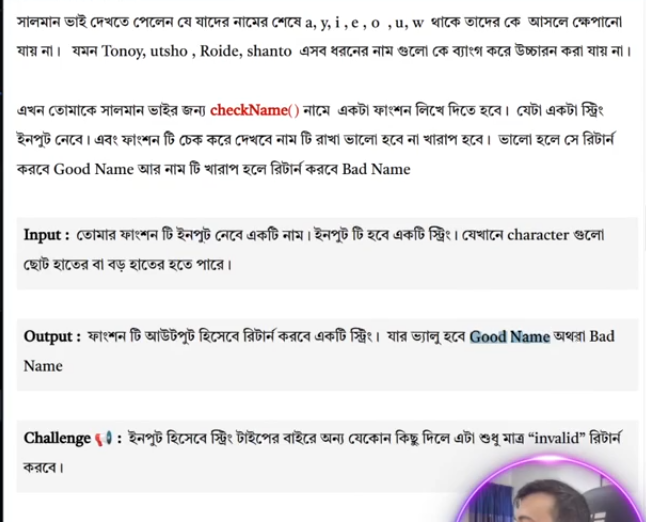 সালমান ভাই দেখতে পেলেন যে যাদের নামের শেষে a, y, i , e , o , u, w থাকে তাদের কে আসলে ক্ষেপানো
যায় না। যমন Tonoy, utsho , Roide, shanto এসব ধরনের নাম গুলো কে ব্যাংগ করে উচ্চারন করা যায় না।
এখন তোমাকে সালমান ভাইর জন্য checkName( ) নামে একটা ফাংশন লিখে দিতে হবে। যেটা একটা স্ট্রিং
ইনপুট নেবে। এবং ফাংশন টি চেক করে দেখবে নাম টি রাখা ভালো হবে না খারাপ হবে। ভালো হলে সে রিটার্ন
করবে Good Name আর নাম টি খারাপ হলে রিটার্ন করবে Bad Name
Input : তোমার ফাংশন টি ইনপুট নেবে একটি নাম। ইনপুট টি হবে একটি স্ট্রিং। যেখানে character গুলো
ছোট হাতের বা বড় হাতের হতে পারে।
Output : ফাংশন টি আউটপুট হিসেবে রিটার্ন করবে একটি স্ট্রিং। যার ভ্যালু হবে Good Name অথবা Bad
Name
Challenge 📢 : ইনপুট হিসেবে স্ট্রিং টাইপের বাইরে অন্য যেকোন কিছু দিলে এটা শুধু মাত্র “invalid” রিটার্ন
করবে।